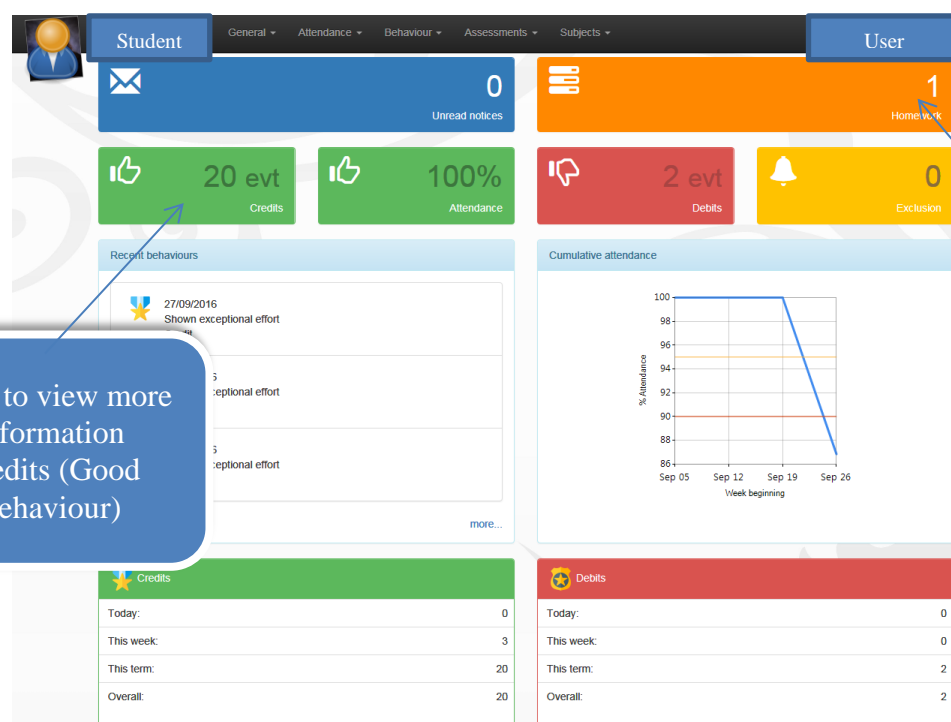 Student
General
Attendance
Behaviour
Assessments
Subjects
User
0
Unread notices
1
Homework
20 evt
Credits
100%
Attendance
2 evt
Debits
0
Exclusion
Recent behaviours
27/09/2016
Shown exceptional effort
to view more
formation
edits (Good
ehaviour)
more...
Cumulative attendance
100
98
96
94
92
90
88
86
% Attendance
Sep 05 Sep 12 Sep 19 Sep 26
Week beginning
Credits
Today: 0
This week: 3
This term: 20
Overall: 20
Debits
Today: 0
This week: 0
This term: 2
Overall: 2